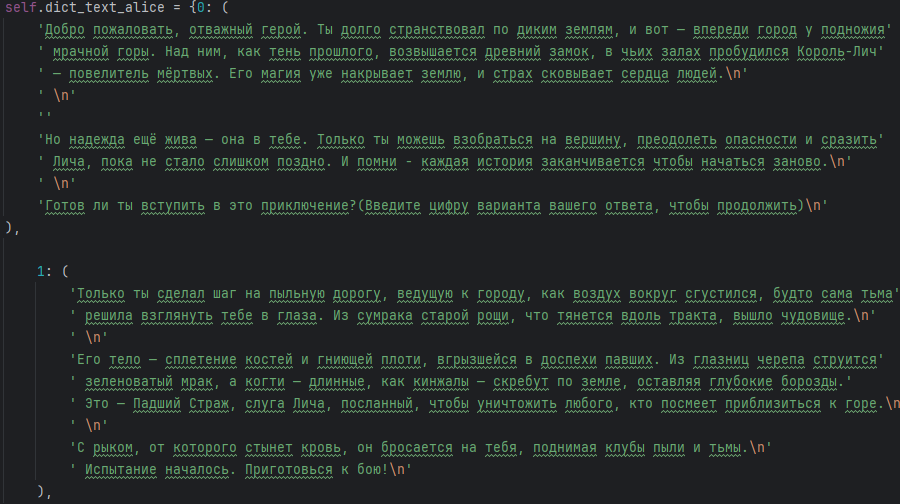 self.dict_text_alice = {0: (
'Добро пожаловать, отважный герой. Ты долго странствовал по диким землям, и вот — впереди город у подножия'
' мрачной горы. Над ним, как тень прошлого, возвышается древний замок, в чьих залах пробудился Король-Лич'
' — повелитель мёртвых. Его магия уже накрывает землю, и страх сковывает сердца людей.\n'
' \n'
''
'Но надежда ещё жива — она в тебе. Только ты можешь взобраться на вершину, преодолеть опасности и сразить'
' Лича, пока не стало слишком поздно. И помни - каждая история заканчивается чтобы начаться заново.\n'
' \n'
'Готов ли ты вступить в это приключение?(Введите цифру варианта вашего ответа, чтобы продолжить)\n'
),
1: (
'Только ты сделал шаг на пыльную дорогу, ведущую к городу, как воздух вокруг сгустился, будто сама тьма'
' решила взглянуть тебе в глаза. Из сумрака старой рощи, что тянется вдоль тракта, вышло чудовище.\n'
' \n'
'Его тело — сплетение костей и гниющей плоти, вгрызшейся в доспехи павших. Из глазниц черепа струится'
' зеленоватый мрак, а когти — длинные, как кинжалы — скребут по земле, оставляя глубокие борозды.'
' Это — Падший Страж, слуга Лича, посланный, чтобы уничтожить любого, кто посмеет приблизиться к горе.\n
' \n'
'С рыком, от которого стынет кровь, он бросается на тебя, поднимая клубы пыли и тьмы.\n'
' Испытание началось. Приготовься к бою!\n'
),